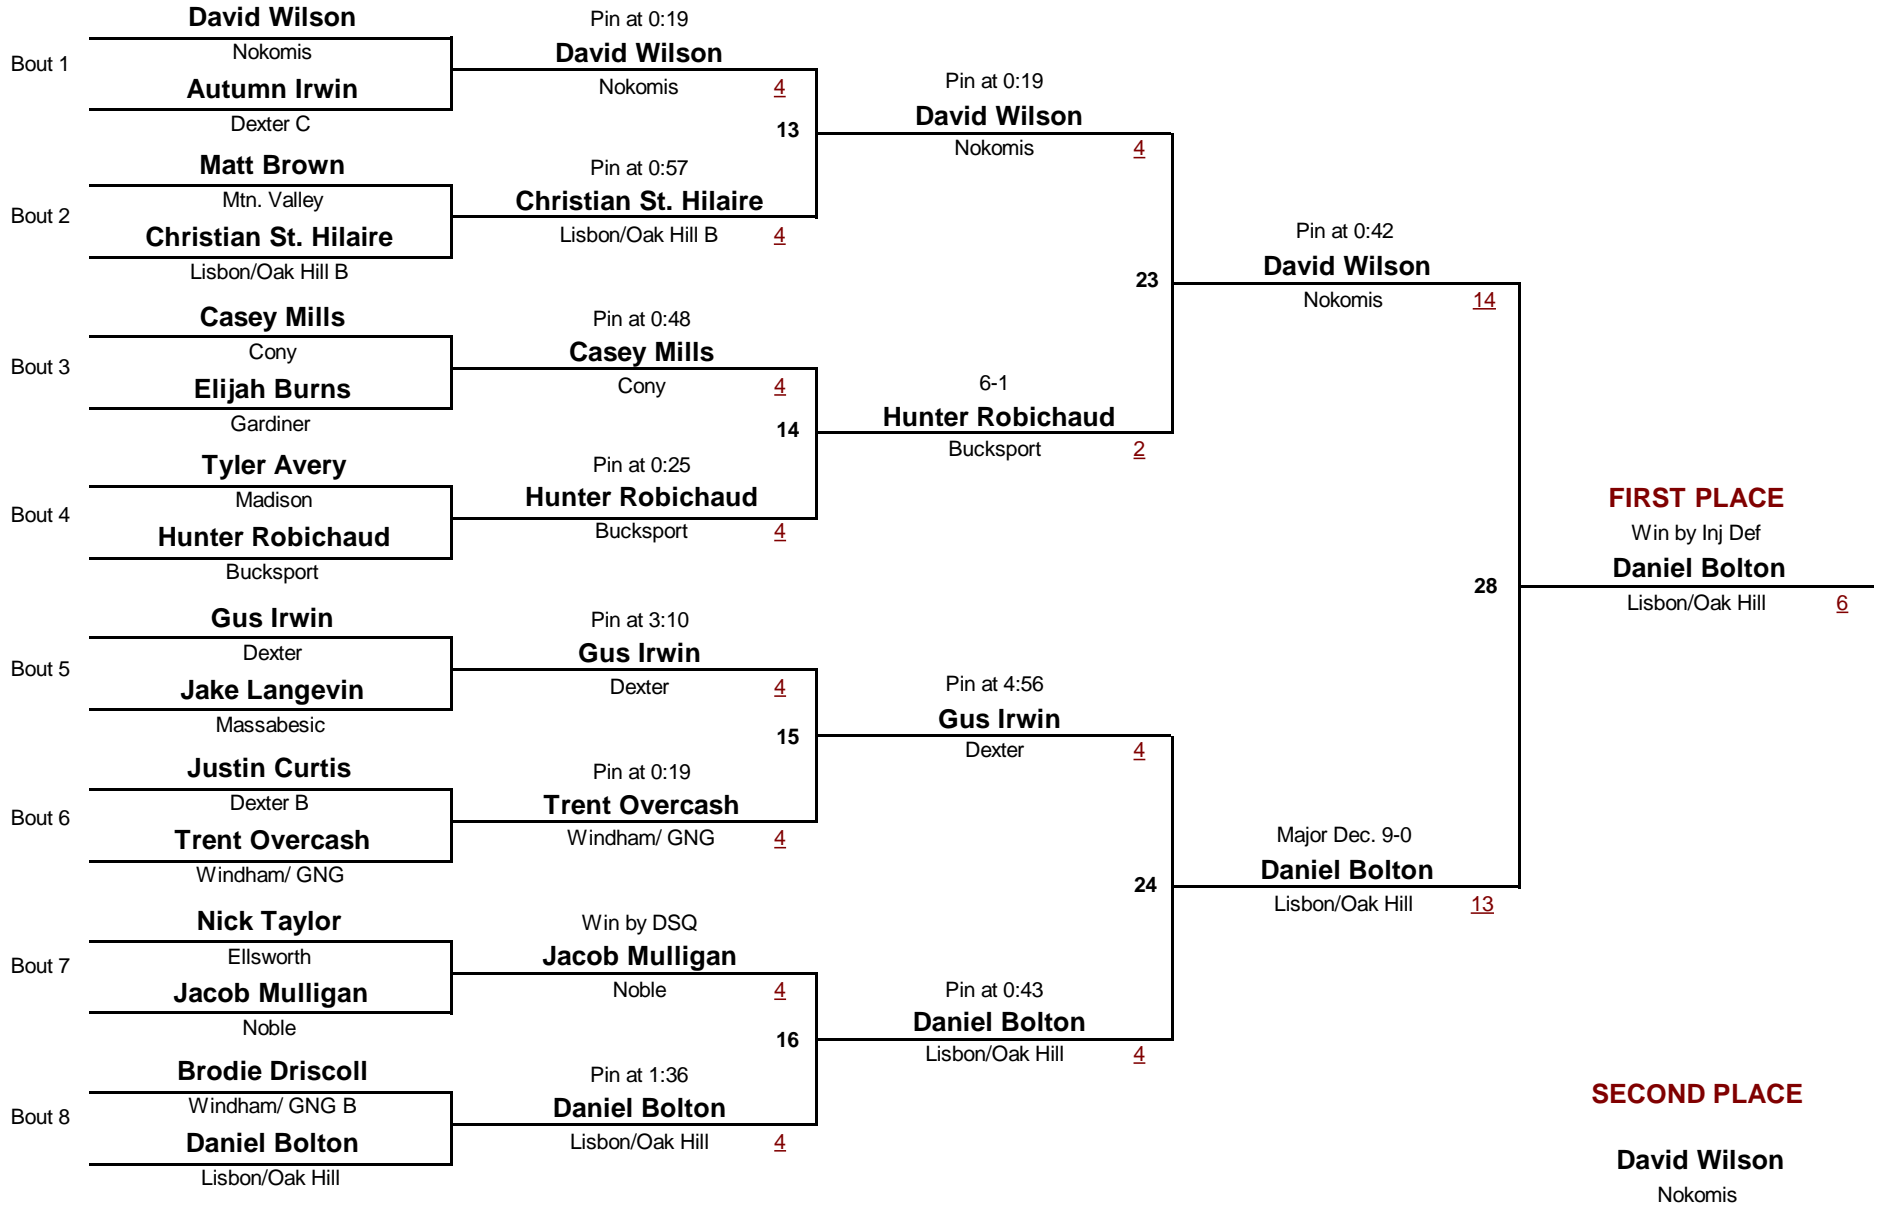 David Wilson
Bout 1
Nokomis
Autumn Irwin
Dexter C
Matt Brown
Bout 2
Mtn. Valley
Christian St. Hilaire
Lisbon/Oak Hill B
Casey Mills
Bout 3
Cony
Elijah Burns
Gardiner
Tyler Avery
Bout 4
Madison
Hunter Robichaud
Bucksport
Gus Irwin
Bout 5
Dexter
Jake Langevin
Massabesic
Justin Curtis
Bout 6
Dexter B
Trent Overcash
Windham/ GNG
Nick Taylor
Bout 7
Ellsworth
Jacob Mulligan
Noble
Brodie Driscoll
Bout 8
Windham/ GNG B
Daniel Bolton
Lisbon/Oak Hill
Pin at 0:19
David Wilson
Nokomis 4
13
Pin at 0:57
Christian St. Hilaire
Lisbon/Oak Hill B 4
Pin at 0:48
Casey Mills
Cony 4
14
Pin at 0:25
Hunter Robichaud
Bucksport 4
Pin at 3:10
Gus Irwin
Dexter 4
15
Pin at 0:19
Trent Overcash
Windham/ GNG 4
Win by DSQ
Jacob Mulligan
Noble 4
16
Pin at 1:36
Daniel Bolton
Lisbon/Oak Hill 4
Pin at 0:19
David Wilson
Nokomis 4
23
6-1
Hunter Robichaud
Bucksport 2
Pin at 4:56
Gus Irwin
Dexter 4
24
Pin at 0:43
Daniel Bolton
Lisbon/Oak Hill 4
Pin at 0:42
David Wilson
Nokomis 14
28
Major Dec. 9-0
Daniel Bolton
Lisbon/Oak Hill 13
FIRST PLACE
Win by Inj Def
Daniel Bolton
Lisbon/Oak Hill 6
SECOND PLACE
David Wilson
Nokomis